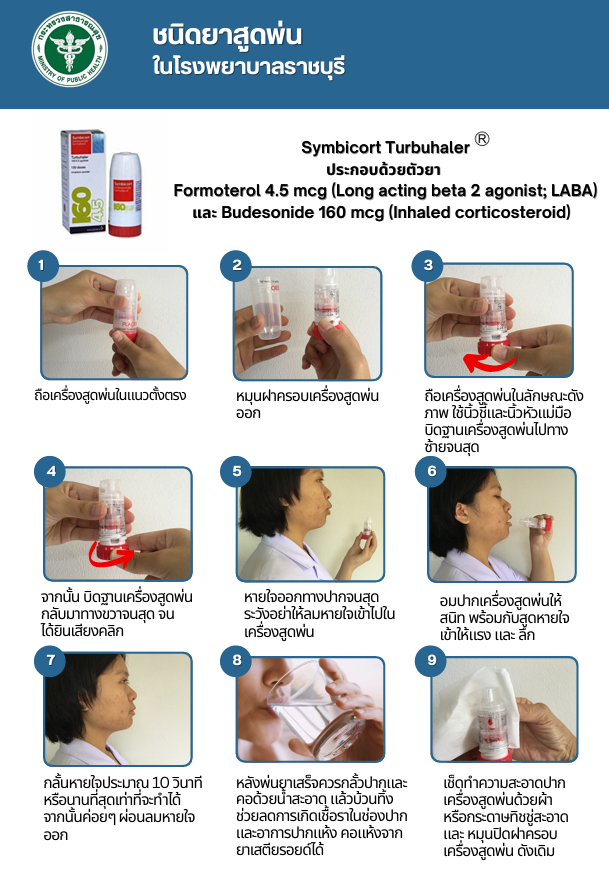 กระทรวงสาธารณสุข
MINISTRY OF PUBLIC HEALTH
ชนิดยาสูดพ่น
ในโรงพยาบาลราชบุรี
Symbicort
Turbuhaler
160
4.5
Symbicort Turbuhaler ®
ประกอบด้วยตัวยา
Formoterol 4.5 mcg (Long acting beta 2 agonist; LABA)
และ Budesonide 160 mcg (Inhaled corticosteroid)
1
ถือเครื่องสูดพ่นในแนวตั้งตรง
2
หมุนฝาครอบเครื่องสูดพ่น
ออก
3
ถือเครื่องสูดพ่นในลักษณะดัง
ภาพ ใช้นิ้วชี้และนิ้วหัวแม่มือ
บิดฐานเครื่องสูดพ่นไปทาง
ซ้ายจนสุด
4
จากนั้น บิดฐานเครื่องสูดพ่น
กลับมาทางขวาจนสุด จน
ได้ยินเสียงคลิก
5
หายใจออกทางปากจนสุด
ระวังอย่าให้ลมหายใจเข้าไปใน
เครื่องสูดพ่น
6
อมปากเครื่องสูดพ่นให้
สนิท พร้อมกับสูดหายใจ
เข้าให้แรง และ ลึก
7
กลั้นหายใจประมาณ 10 วินาที
หรือนานที่สุดเท่าที่จะทำได้
จากนั้นค่อยๆ ผ่อนลมหายใจ
ออก
8
หลังพ่นยาเสร็จควรกลั้วปากและ
คอด้วยน้ำสะอาด แล้วบ้วนทิ้ง
ช่วยลดการเกิดเชื้อราในช่องปาก
และอาการปากแห้ง คอแห้งจาก
ยาเสตียรอยด์ได้
9
เช็ดทำความสะอาดปาก
เครื่องสูดพ่นด้วยผ้า
หรือกระดาษทิชชู่สะอาด
และ หมุนปิดฝาครอบ
เครื่องสูดพ่น ดังเดิม